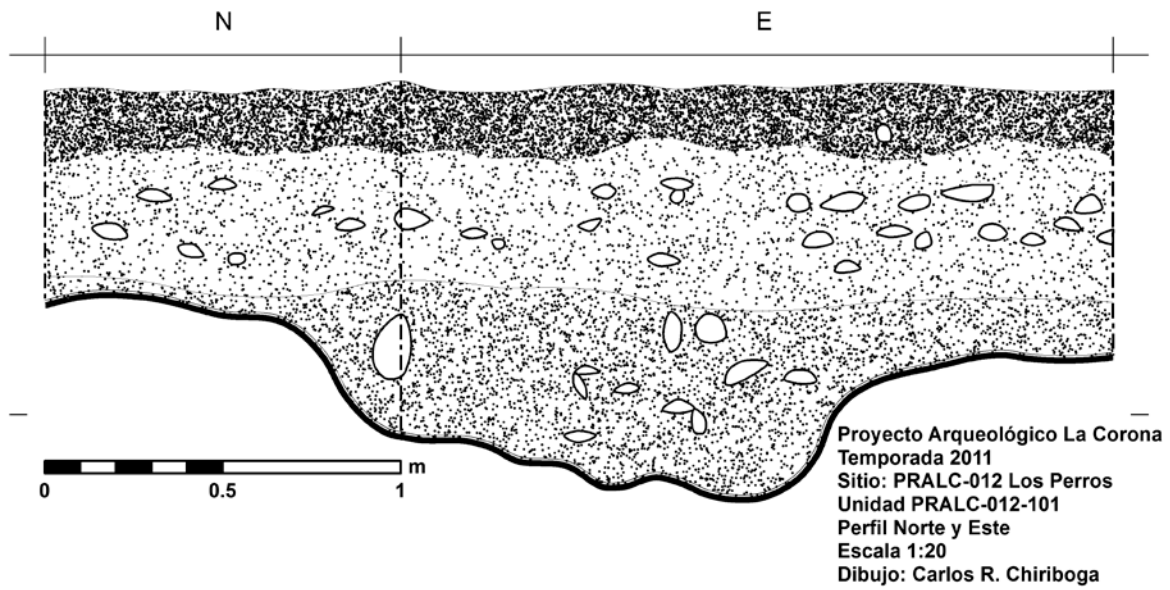 N E
m
0 0.5 1
Proyecto Arqueológico La Corona
Temporada 2011
Sitio: PRALC-012 Los Perros
Unidad PRALC-012-101
Perfil Norte y Este
Escala 1:20
Dibujo: Carlos R. Chiriboga